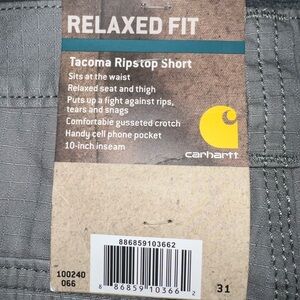 RELAXED FIT
Tacoma Ripstop Short
Sits at the waist
Relaxed seat and thigh
Puts up a fight against rips,
tears and snags
Comfortable gusseted crotch
Handy cell phone pocket
10-inch inseam
carhartt
886859103662
8 86859 10366 2
100240
066
31